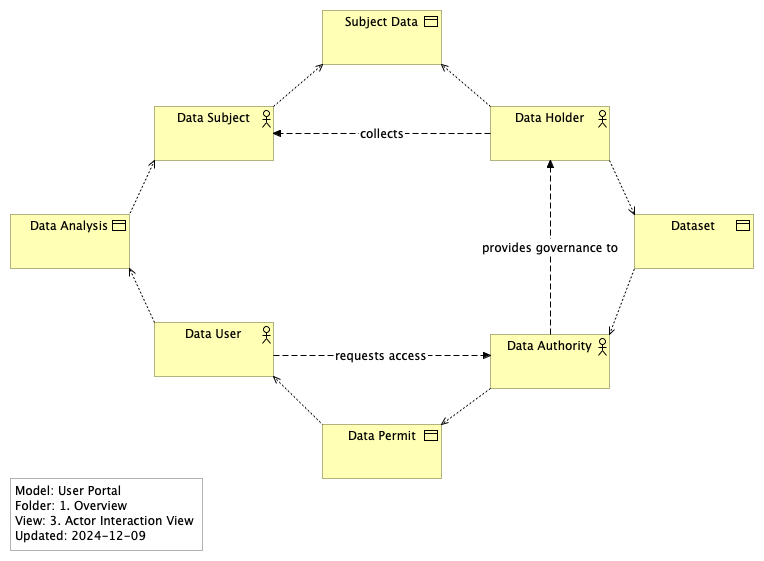 Subject Data
Data Subject
Data Holder
collects
Data Analysis
Dataset
provides governance to
Data User
Data Authority
requests access
Data Permit
Model: User Portal
Folder: 1. Overview
View: 3. Actor Interaction View
Updated: 2024-12-09